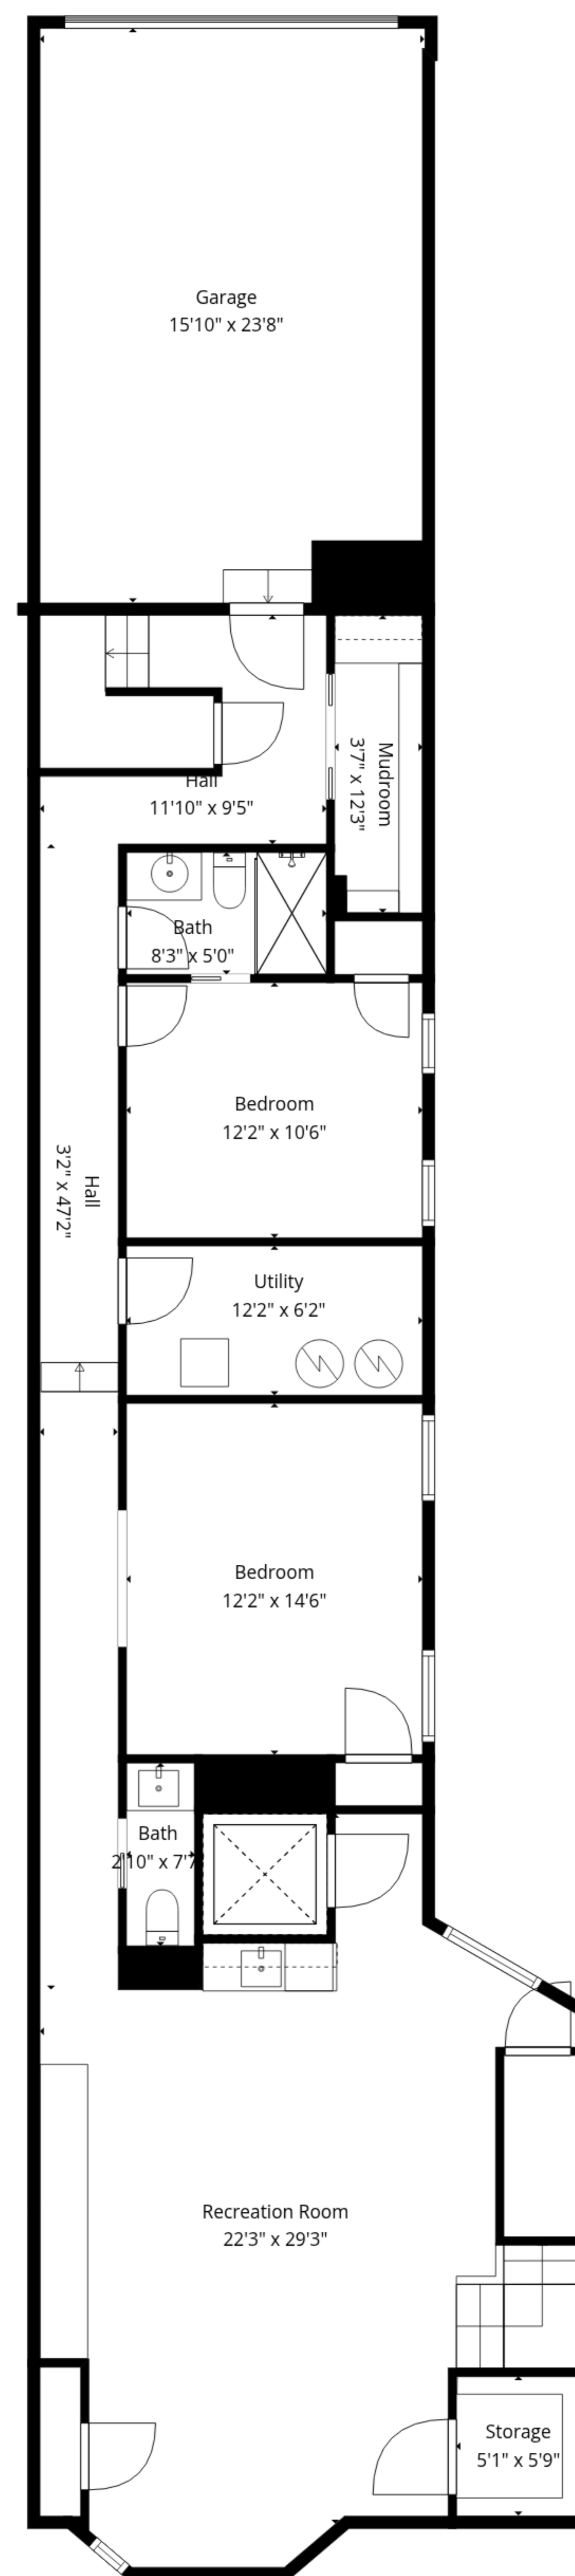 Garage
15'10" x 23'8"
Mudroom
3'7" x 12'3"
Hall
11'10" x 9'5"
Bath
8'3" x 5'0"
Bedroom
12'2" x 10'6"
Hall
3'2" x 47'2"
Utility
12'2" x 6'2"
Bedroom
12'2" x 14'6"
Bath
2'10" x 7'7
Recreation Room
22'3" x 29'3"
Storage
5'1" x 5'9"